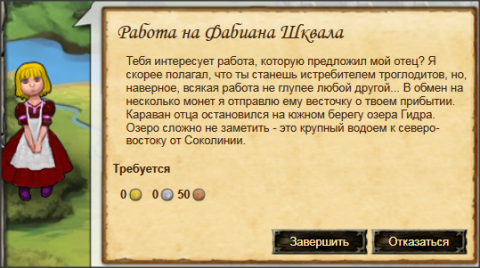 Работа на Фабиана Шквала
Тебя интересует работа, которую предложил мой отец? Я
скорее полагал, что ты станешь истребителем троглодитов, но,
наверное, всякая работа не глупее любой другой... В обмен на
несколько монет я отправлю ему весточку о твоем прибытии.
Караван отца остановился на южном берегу озера Гидра.
Озеро сложно не заметить - это крупный водоем к северо-
востоку от Соколинии.
Требуется
0 0 50
Завершить Отказаться